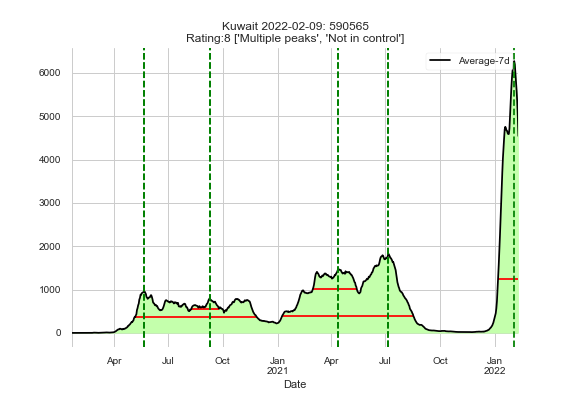 Kuwait 2022-02-09: 590565
Rating:8 ['Multiple peaks', 'Not in control']
Average-7d
6000
5000
4000
3000
2000
1000
0
Apr Jul Oct Jan Apr Jul Oct Jan
2021 2022
Date